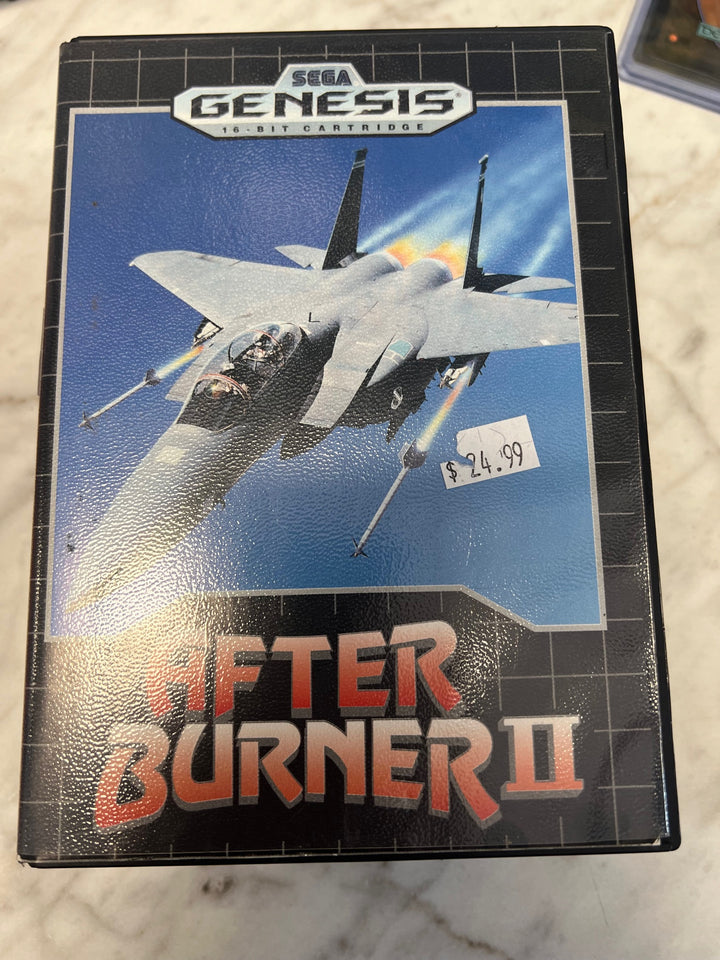 SEGA
GENESIS
16-BIT CARTRIDGE
$ 24.99
AFTER
BURNER II